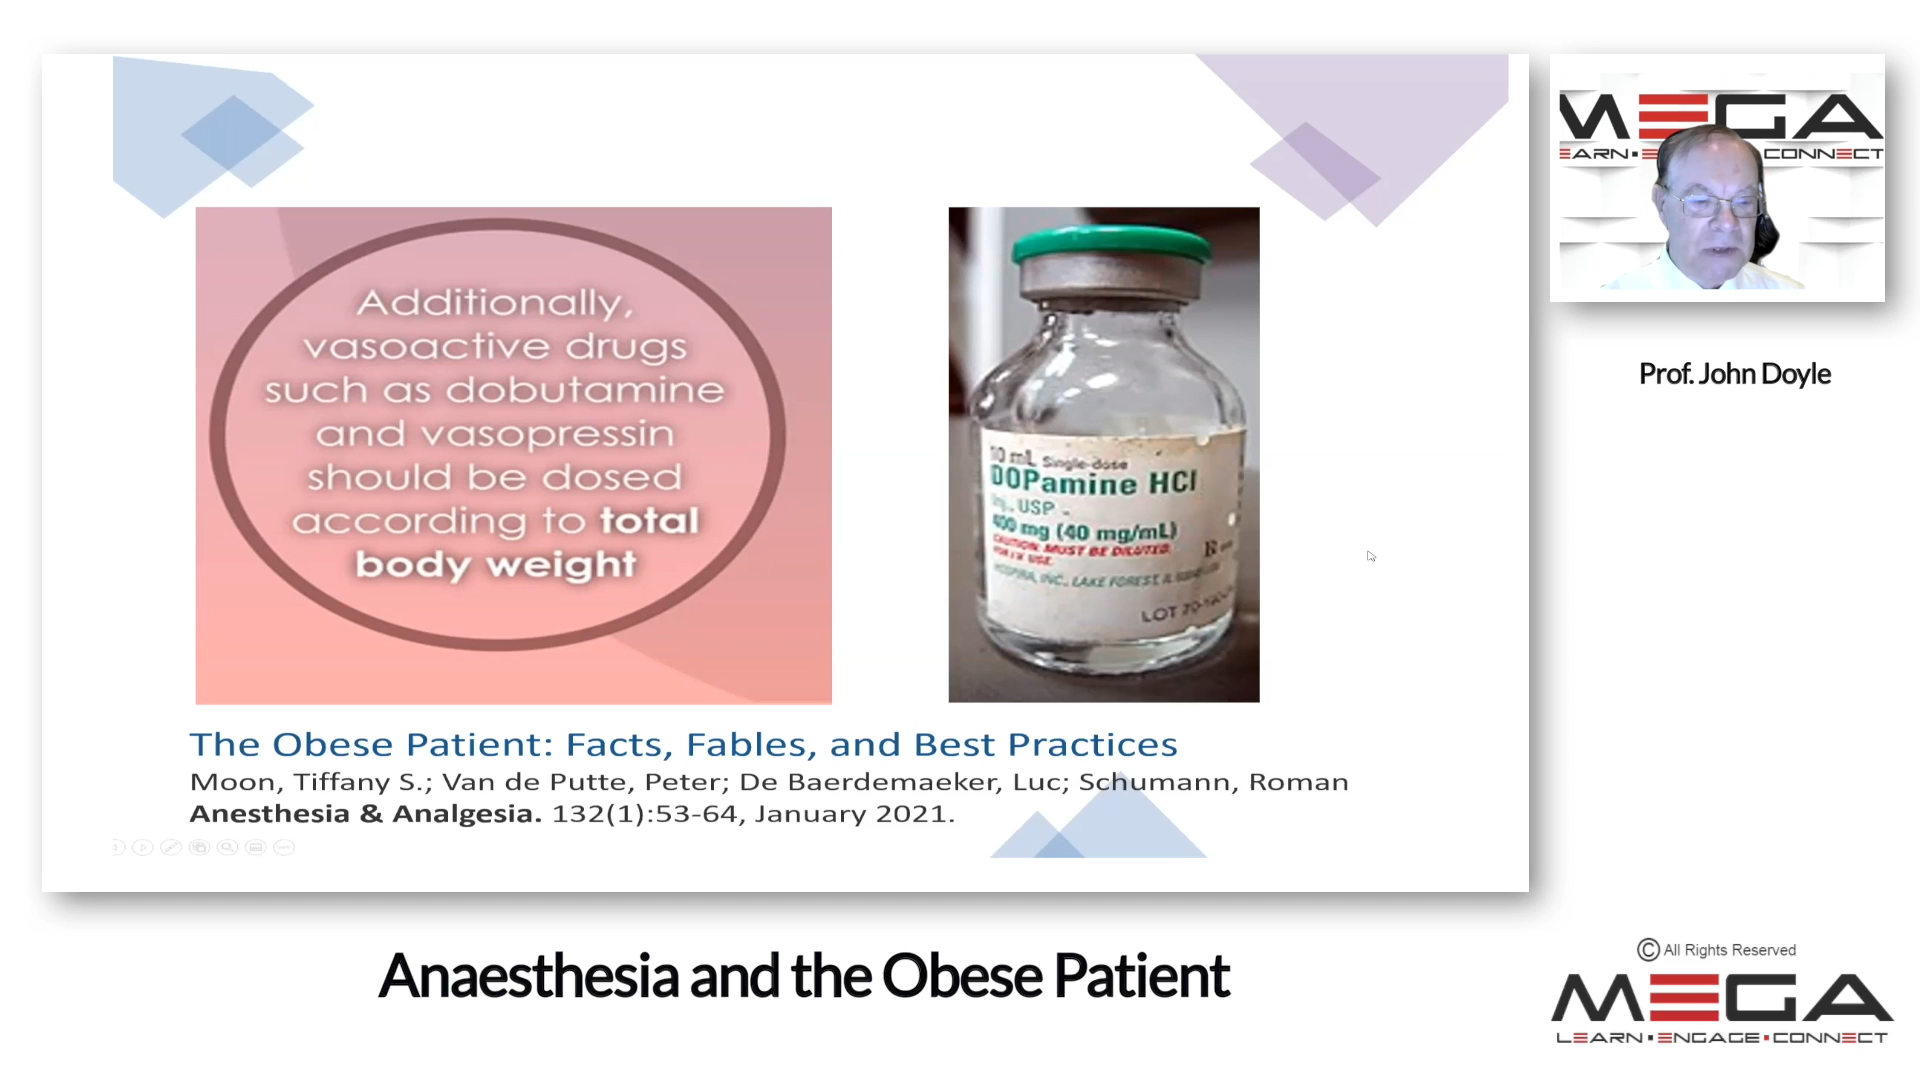 Additionally,
vasoactive drugs
such as dobutamine
and vasopressin
should be dosed
according to total
body weight
10 mL Single-dose
DOPamine HCl
Inj., USP
400 mg (40 mg/mL)
CAUTION: MUST BE DILUTED
FOR I.V. USE.
HOSPIRA, INC., LAKE FOREST, IL
LOT
The Obese Patient: Facts, Fables, and Best Practices
Moon, Tiffany S.; Van de Putte, Peter; De Baerdemaeker, Luc; Schumann, Roman
Anesthesia & Analgesia. 132(1):53-64, January 2021.
MEGA
CONNECT
Prof. John Doyle
Anaesthesia and the Obese Patient
© All Rights Reserved
MEGA
LEARN▪ENGAGE▪CONNECT